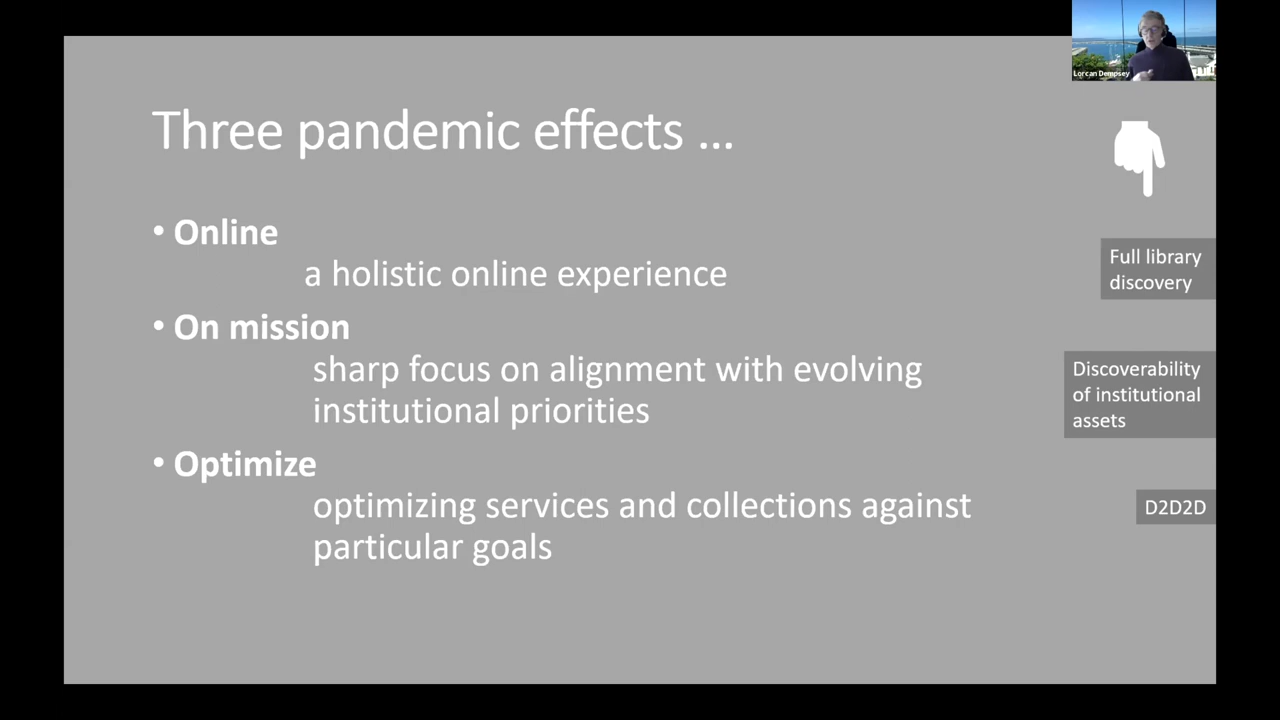 Lorcan Dempsey
Three pandemic effects ...
• Online
a holistic online experience
Full library
discovery
• On mission
sharp focus on alignment with evolving
institutional priorities
Discoverability
of institutional
assets
• Optimize
optimizing services and collections against
particular goals
D2D2D